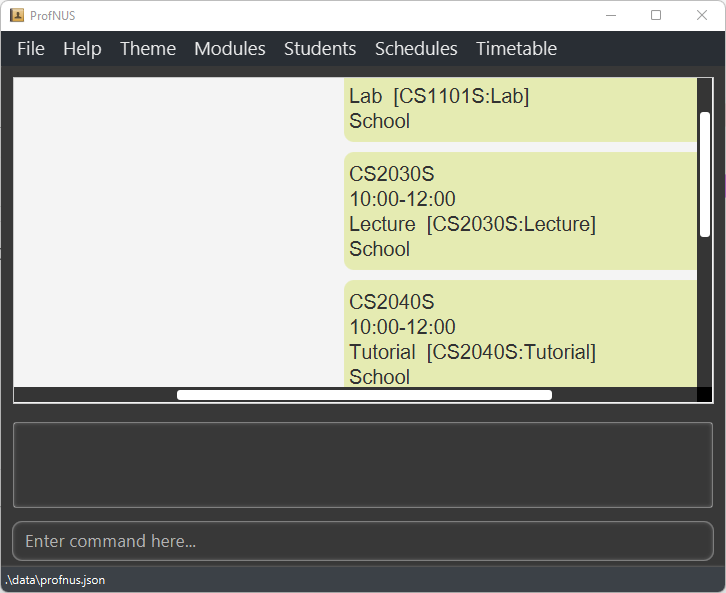 ProfNUS
File Help Theme Modules Students Schedules Timetable
Lab [CS1101S:Lab]
School
CS2030S
10:00-12:00
Lecture [CS2030S:Lecture]
School
CS2040S
10:00-12:00
Tutorial [CS2040S:Tutorial]
School
Enter command here...
.\data\profnus.json